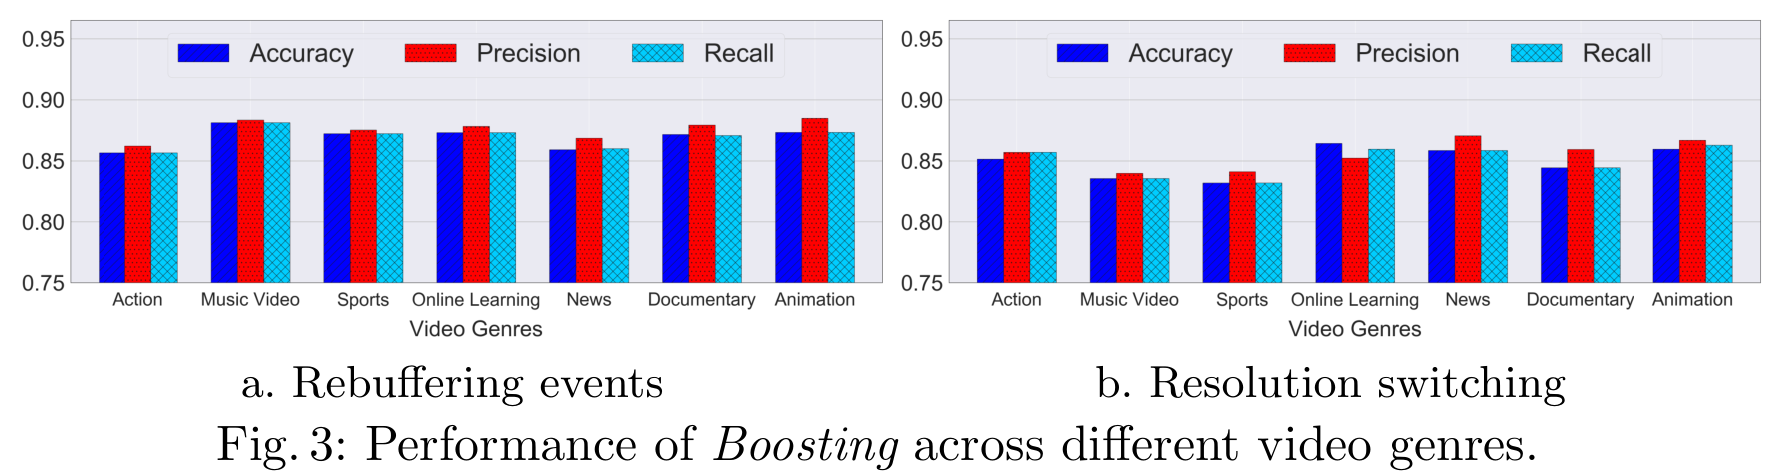 0.95
0.90
0.85
0.80
0.75
Accuracy Precision Recall
Action Music Video Sports Online Learning News Documentary Animation
Video Genres
a. Rebuffering events
0.95
0.90
0.85
0.80
0.75
Accuracy Precision Recall
Action Music Video Sports Online Learning News Documentary Animation
Video Genres
b. Resolution switching
Fig. 3: Performance of Boosting across different video genres.